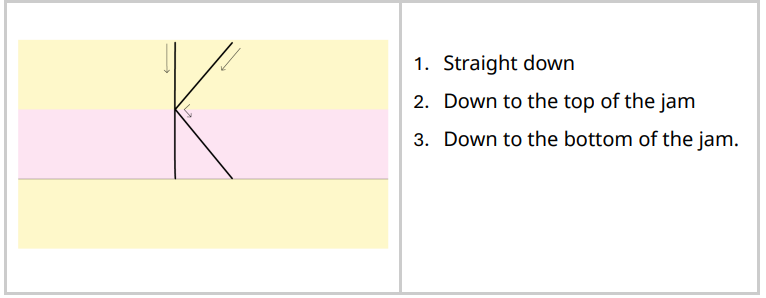 K
1. Straight down
2. Down to the top of the jam
3. Down to the bottom of the jam.